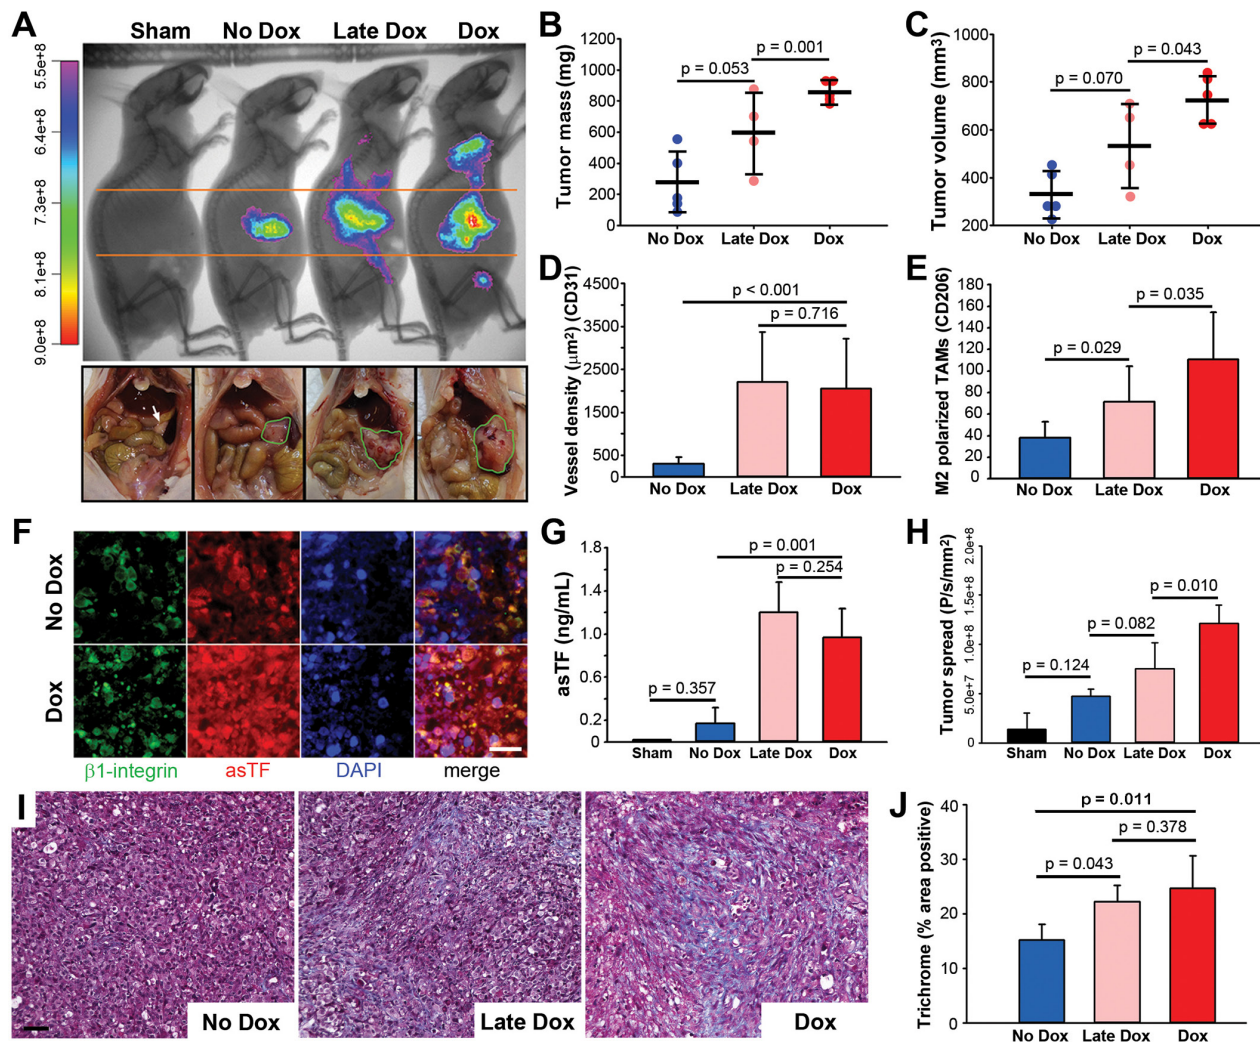 A
Sham No Dox Late Dox Dox
5.5e+8
6.4e+8
7.3e+8
8.1e+8
9.0e+8
B
Tumor mass (mg)
1200
1000
800
600
400
200
0
p = 0.053
p = 0.001
No Dox Late Dox Dox
C
Tumor volume (mm3)
1000
800
600
400
200
p = 0.070
p = 0.043
No Dox Late Dox Dox
D
Vessel density (μm2) (CD31)
4500
3500
2500
1500
500
0
p < 0.001
p = 0.716
No Dox Late Dox Dox
E
M2 polarized TAMs (CD206)
180
160
140
120
100
80
60
40
20
0
p = 0.029
p = 0.035
No Dox Late Dox Dox
F
No Dox
Dox
β1-integrin asTF DAPI merge
G
asTF (ng/mL)
1.8
1.4
1.0
0.6
0.2
0
p = 0.357
p = 0.001
p = 0.254
Sham No Dox Late Dox Dox
H
Tumor spread (P/s/mm2)
2.0e+8
1.5e+8
1.0e+8
5.0e+7
0
p = 0.124
p = 0.082
p = 0.010
Sham No Dox Late Dox Dox
I
No Dox
Late Dox
Dox
J
Trichrome (% area positive)
40
30
20
10
0
p = 0.011
p = 0.378
p = 0.043
No Dox Late Dox Dox